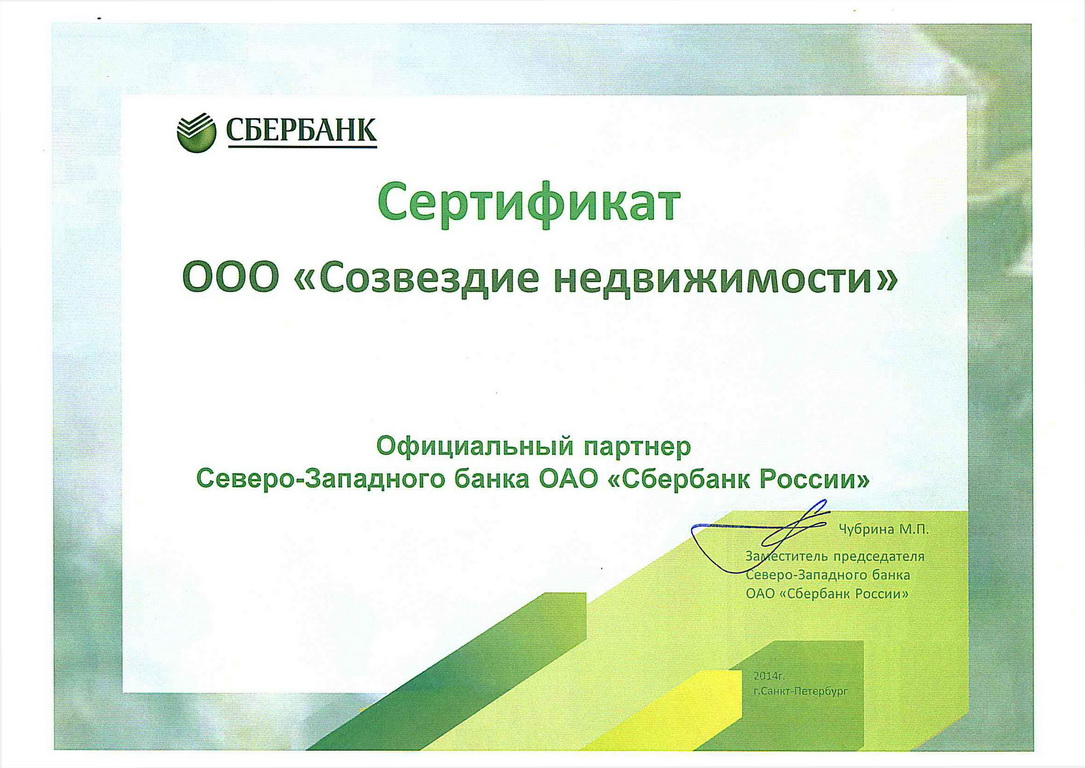 СБЕРБАНК
Сертификат
ООО «Созвездие недвижимости»
Официальный партнер
Северо-Западного банка ОАО «Сбербанк России»
Чубрина М.П.
Заместитель председателя
Северо-Западного банка
ОАО «Сбербанк России»
2014г.
г.Санкт-Петербург